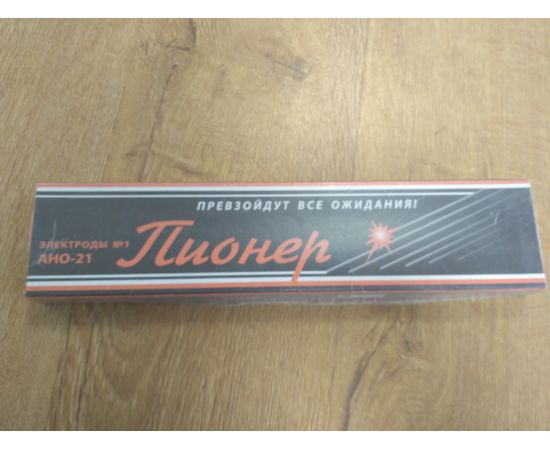 ПРЕВЗОЙДУТ ВСЕ ОЖИДАНИЯ!
ЭЛЕКТРОДЫ №1
АНО-21
Пионер